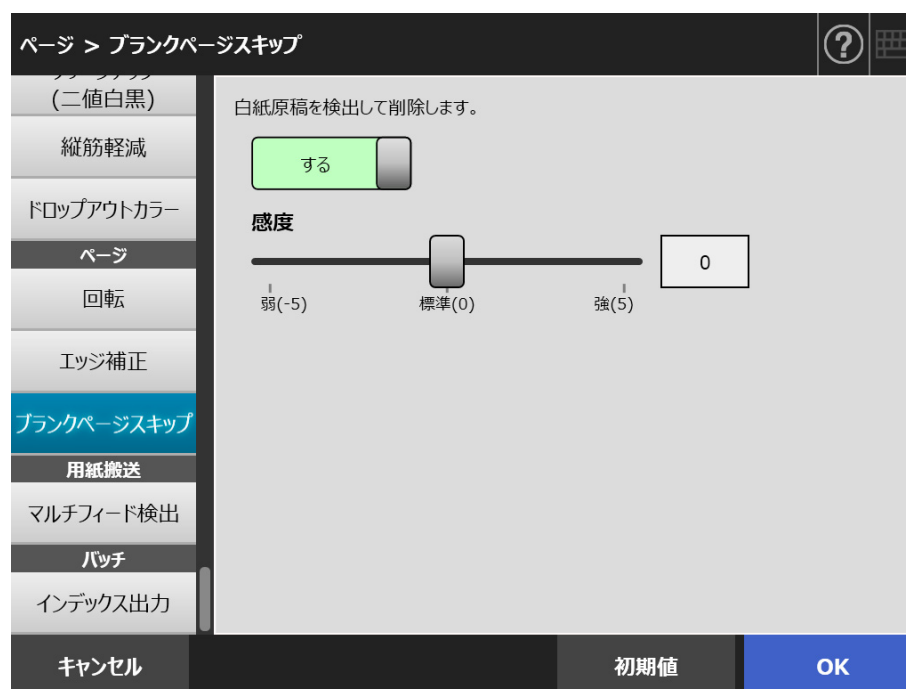 ページ > ブランクページスキップ
?
(二値白黒)
縦筋軽減
ドロップアウトカラー
ページ
回転
エッジ補正
ブランクページスキップ
用紙搬送
マルチフィード検出
バッチ
インデックス出力
白紙原稿を検出して削除します。
する
感度
0
弱(-5) 標準(0) 強(5)
キャンセル 初期値 OK